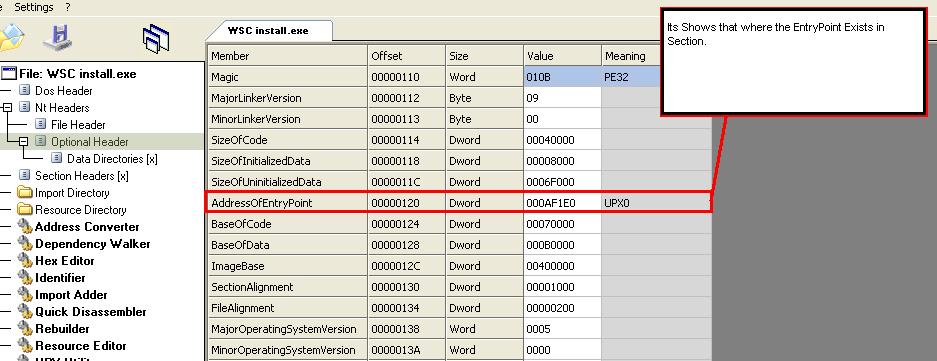 Settings ?
WSC install.exe
Its Shows that where the EntryPoint Exists in
Section.
File: WSC install.exe
Dos Header
Nt Headers
File Header
Optional Header
Data Directories [x]
Section Headers [x]
Import Directory
Resource Directory
Address Converter
Dependency Walker
Hex Editor
Identifier
Import Adder
Quick Disassembler
Rebuilder
Resource Editor
Member Offset Size Value Meaning
Magic 00000110 Word 010B PE32
MajorLinkerVersion 00000112 Byte 09
MinorLinkerVersion 00000113 Byte 00
SizeOfCode 00000114 Dword 00040000
SizeOfInitializedData 00000118 Dword 00008000
SizeOfUninitializedData 0000011C Dword 0006F000
AddressOfEntryPoint 00000120 Dword 000AF1E0 UPX0
BaseOfCode 00000124 Dword 00070000
BaseOfData 00000128 Dword 000B0000
ImageBase 0000012C Dword 00400000
SectionAlignment 00000130 Dword 00001000
FileAlignment 00000134 Dword 00000200
MajorOperatingSystemVersion 00000138 Word 0005
MinorOperatingSystemVersion 0000013A Word 0000